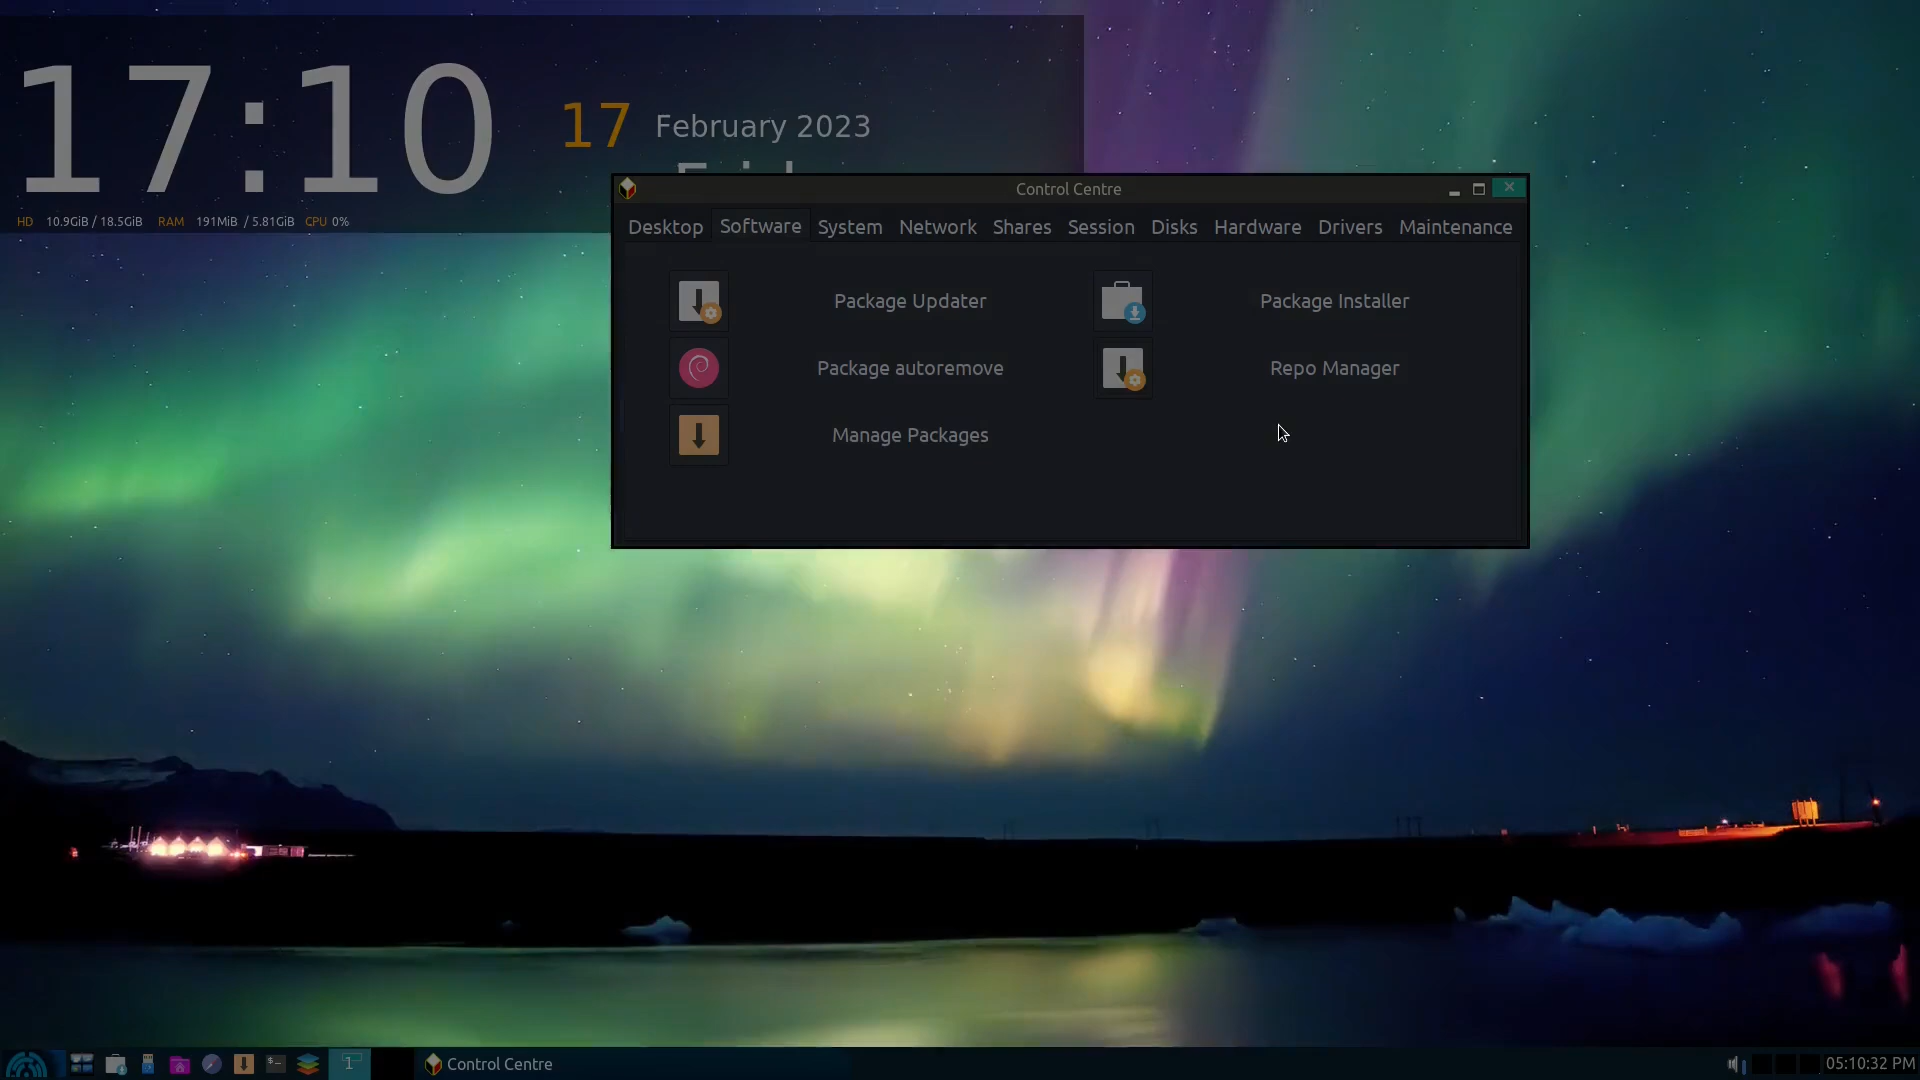 17:10
17 February 2023
HD 10.9GiB / 18.5GiB RAM 191MiB / 5.81GiB CPU 0%
Control Centre
Desktop Software System Network Shares Session Disks Hardware Drivers Maintenance
Package Updater Package Installer
Package autoremove Repo Manager
Manage Packages
1 Control Centre 05:10:32 PM